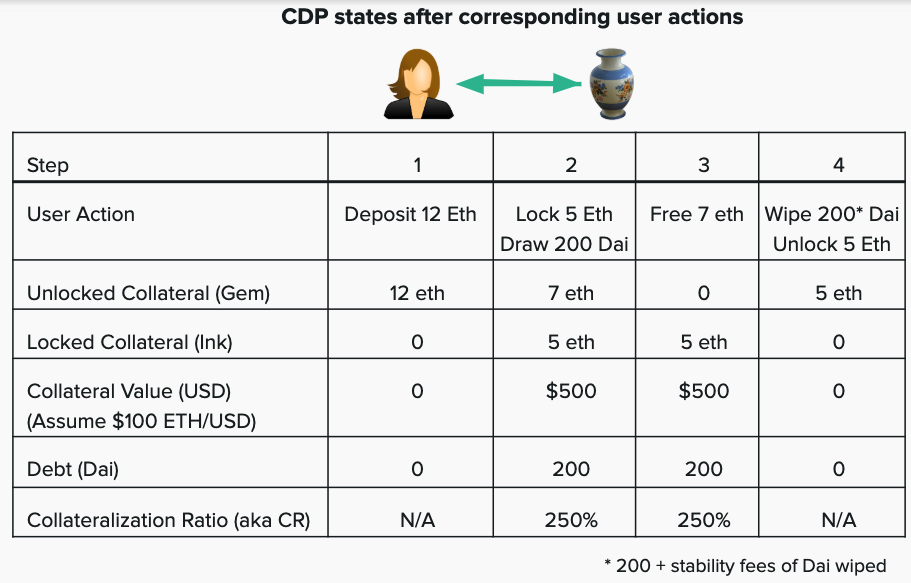 CDP states after corresponding user actions
Step 1 2 3 4
User Action Deposit 12 Eth Lock 5 Eth Free 7 eth Wipe 200* Dai
Draw 200 Dai Unlock 5 Eth
Unlocked Collateral (Gem) 12 eth 7 eth 0 5 eth
Locked Collateral (Ink) 0 5 eth 5 eth 0
Collateral Value (USD) 0 $500 $500 0
(Assume $100 ETH/USD)
Debt (Dai) 0 200 200 0
Collateralization Ratio (aka CR) N/A 250% 250% N/A
* 200 + stability fees of Dai wiped